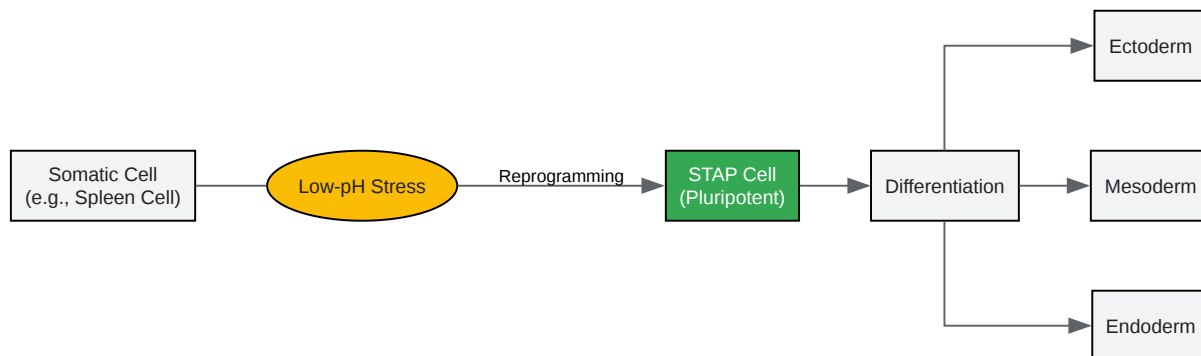 Somatic Cell
(e.g., Spleen Cell)
Low-pH Stress
Reprogramming
STAP Cell
(Pluripotent)
Differentiation
Ectoderm
Mesoderm
Endoderm